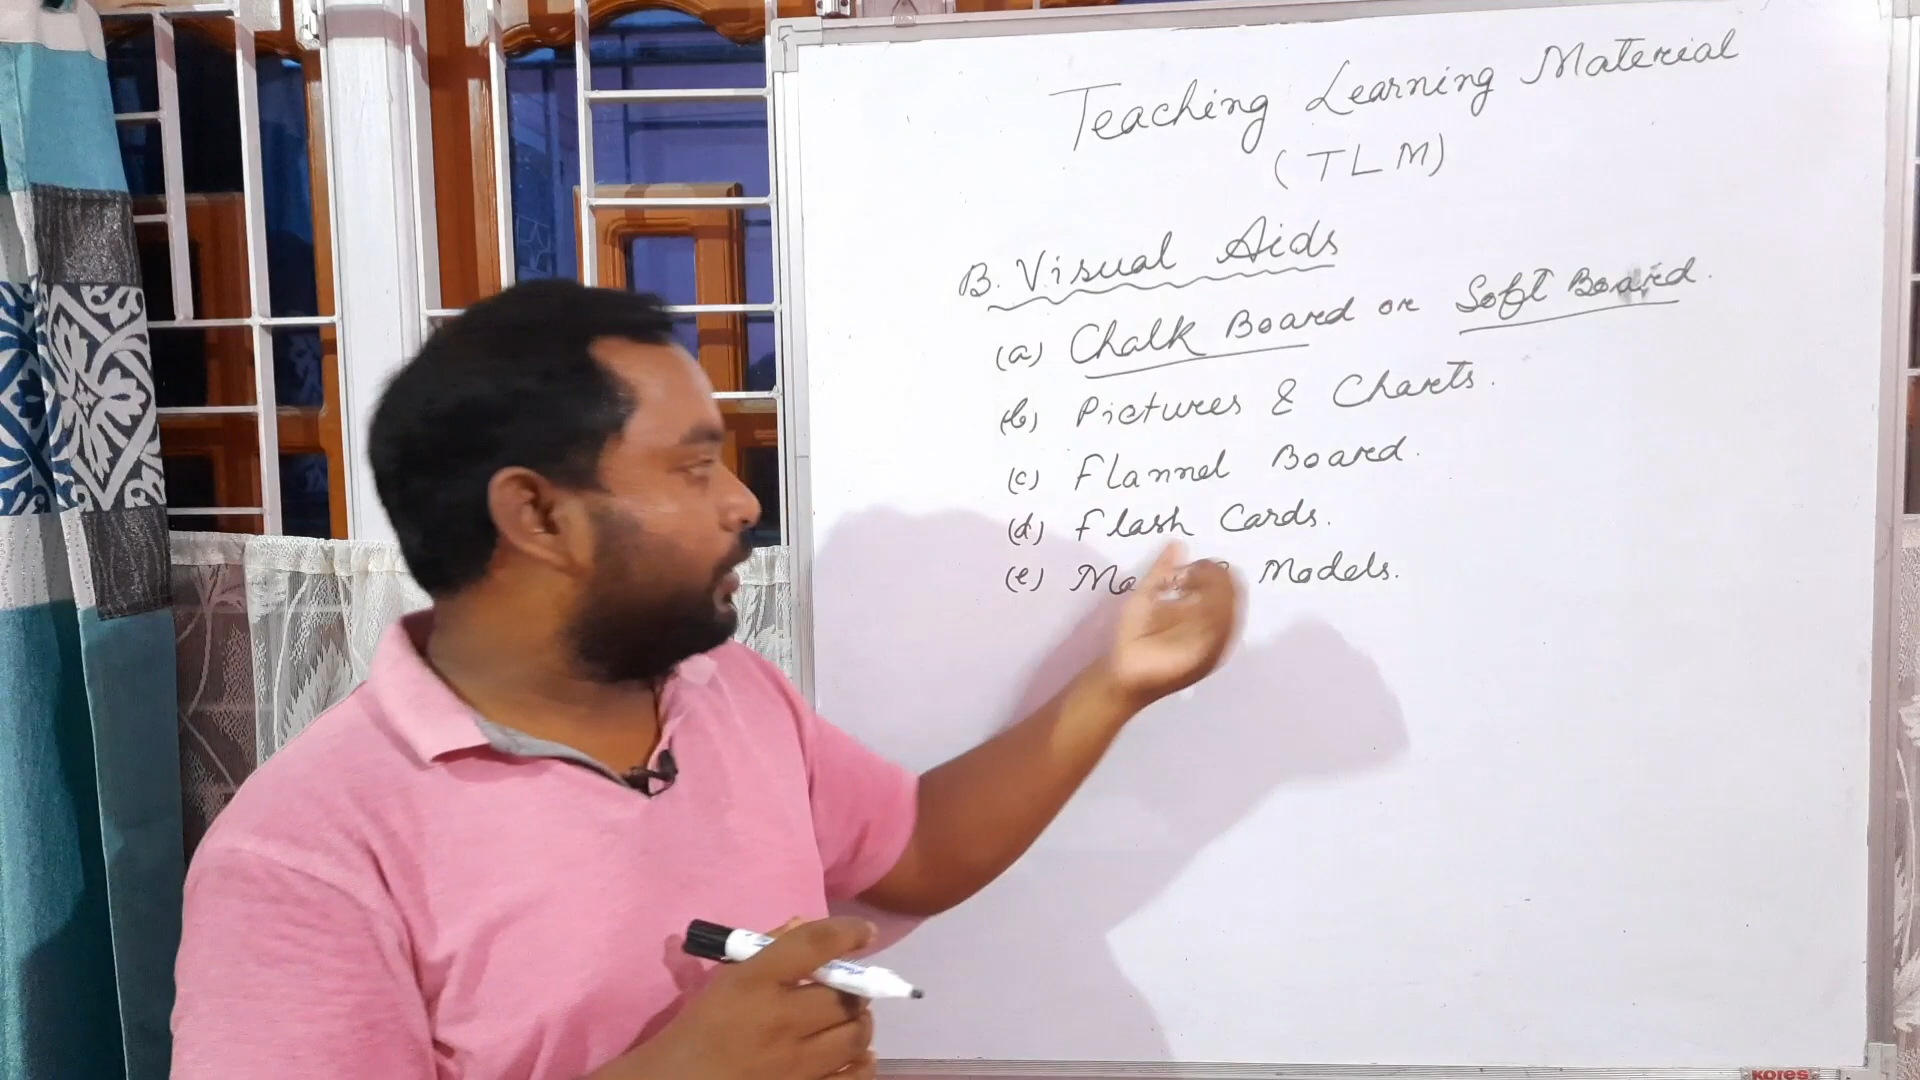 Teaching Learning Material
(TLM)
B. Visual Aids
(a) Chalk Board or Soft Board.
(b) Pictures & Charts.
(c) Flannel Board.
(d) Flash Cards.
(e) Models.
Kores